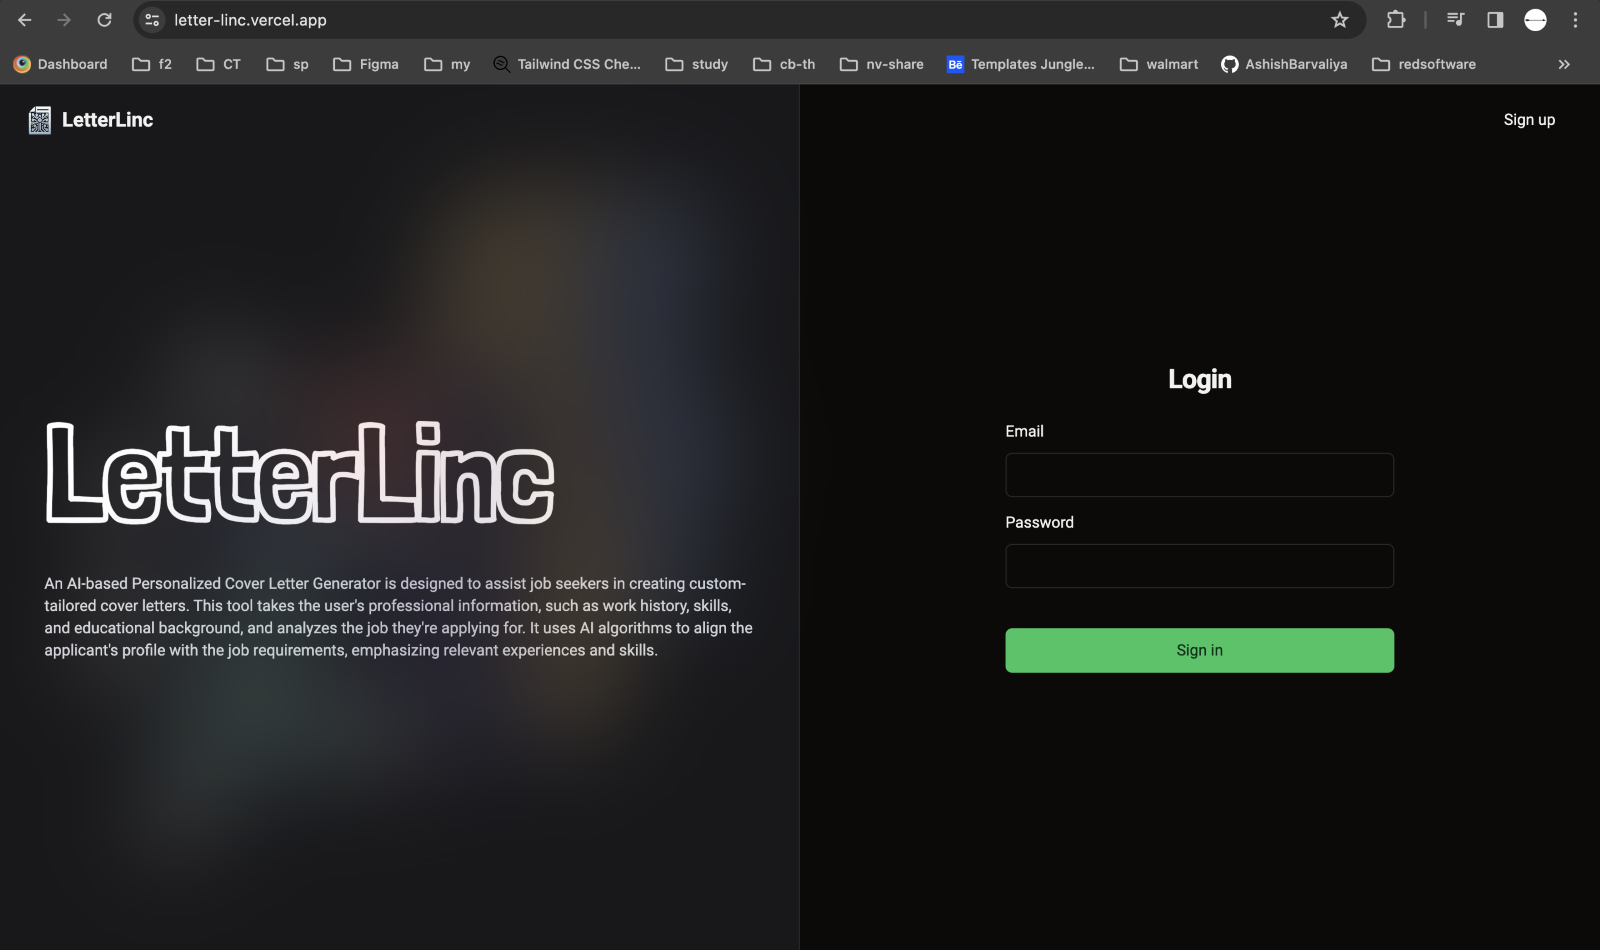 letter-linc.vercel.app
Dashboard f2 CT sp Figma my Tailwind CSS Che... study cb-th nv-share Bē Templates Jungle... walmart AshishBarvaliya redsoftware
LetterLinc
Sign up
LetterLinc
An AI-based Personalized Cover Letter Generator is designed to assist job seekers in creating custom-
tailored cover letters. This tool takes the user's professional information, such as work history, skills,
and educational background, and analyzes the job they're applying for. It uses AI algorithms to align the
applicant's profile with the job requirements, emphasizing relevant experiences and skills.
Login
Email
Password
Sign in